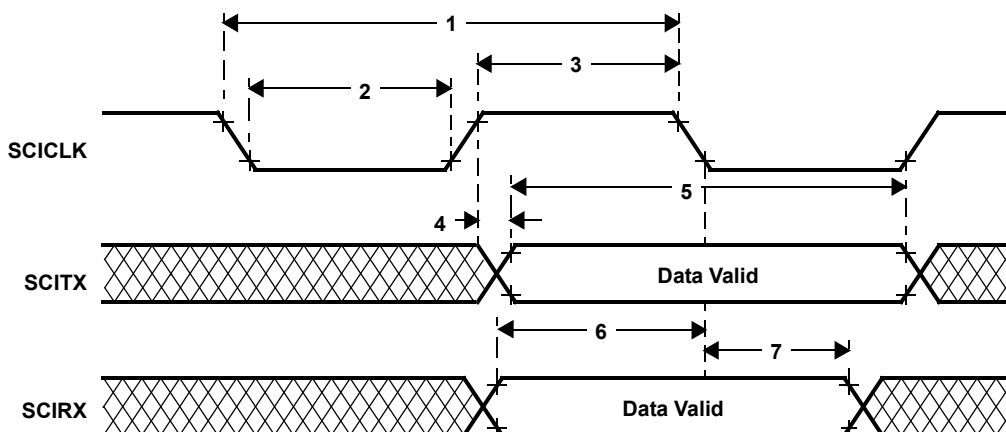 1
3
2
SCICLK
5
4
SCITX
Data Valid
6
7
SCIRX
Data Valid